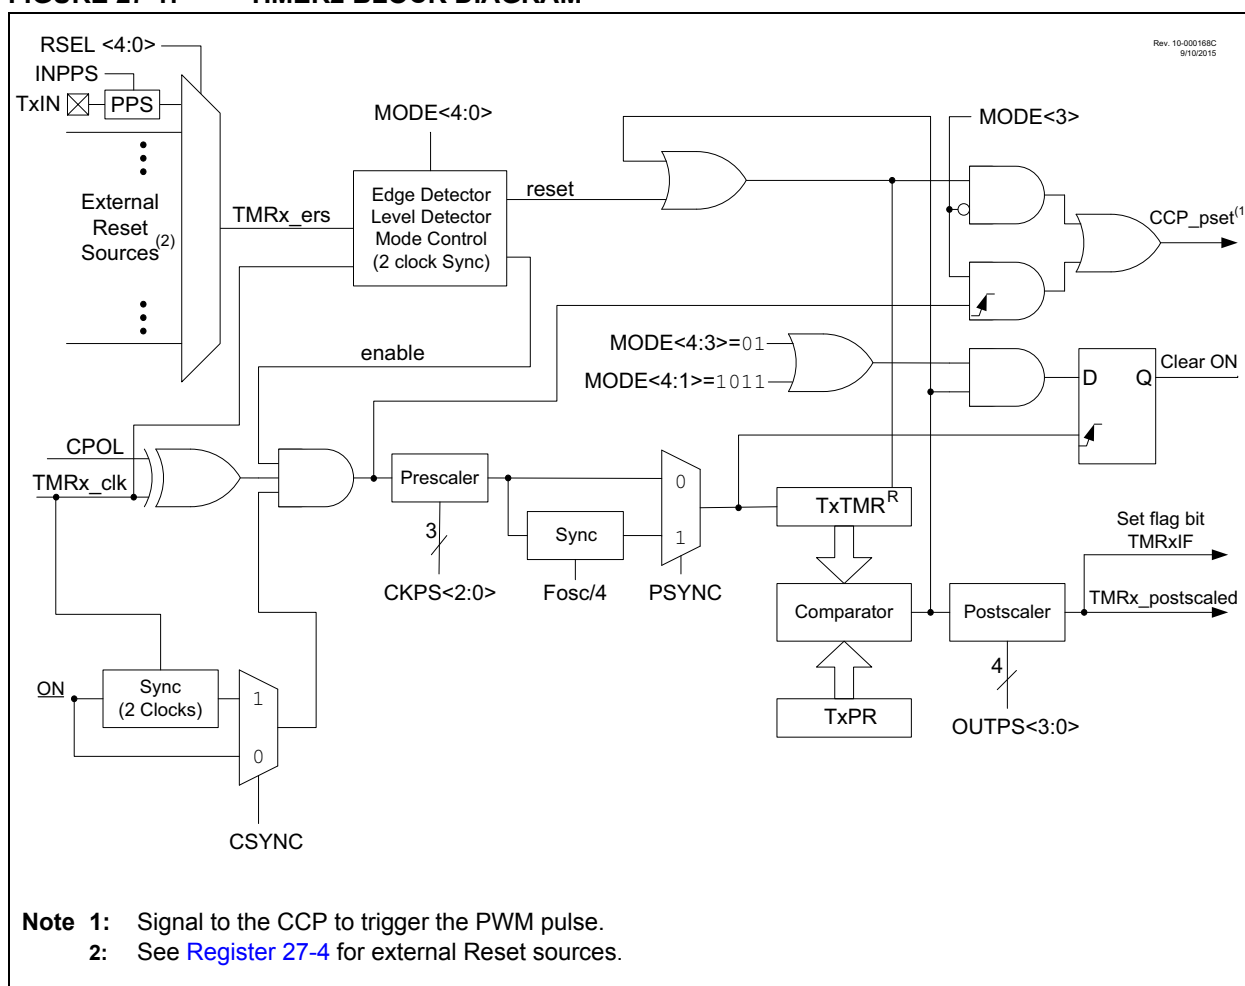 FIGURE 27-1: TIMER2 BLOCK DIAGRAM
Rev. 10-000168C
9/10/2015
RSEL <4:0>
INPPS
TxIN
PPS
MODE<4:0>
MODE<3>
External
Reset
Sources(2)
TMRx_ers
Edge Detector
Level Detector
Mode Control
(2 clock Sync)
reset
CCP_pset(1
enable
MODE<4:3>=01
MODE<4:1>=1011
D
Q
Clear ON
CPOL
TMRx_clk
Prescaler
0
1
TxTMR
R
3
Sync
Set flag bit
TMRxIF
CKPS<2:0>
Fosc/4
PSYNC
Comparator
Postscaler
TMRx_postscaled
ON
Sync
(2 Clocks)
1
0
4
TxPR
OUTPS<3:0>
CSYNC
Note 1: Signal to the CCP to trigger the PWM pulse.
2: See Register 27-4 for external Reset sources.